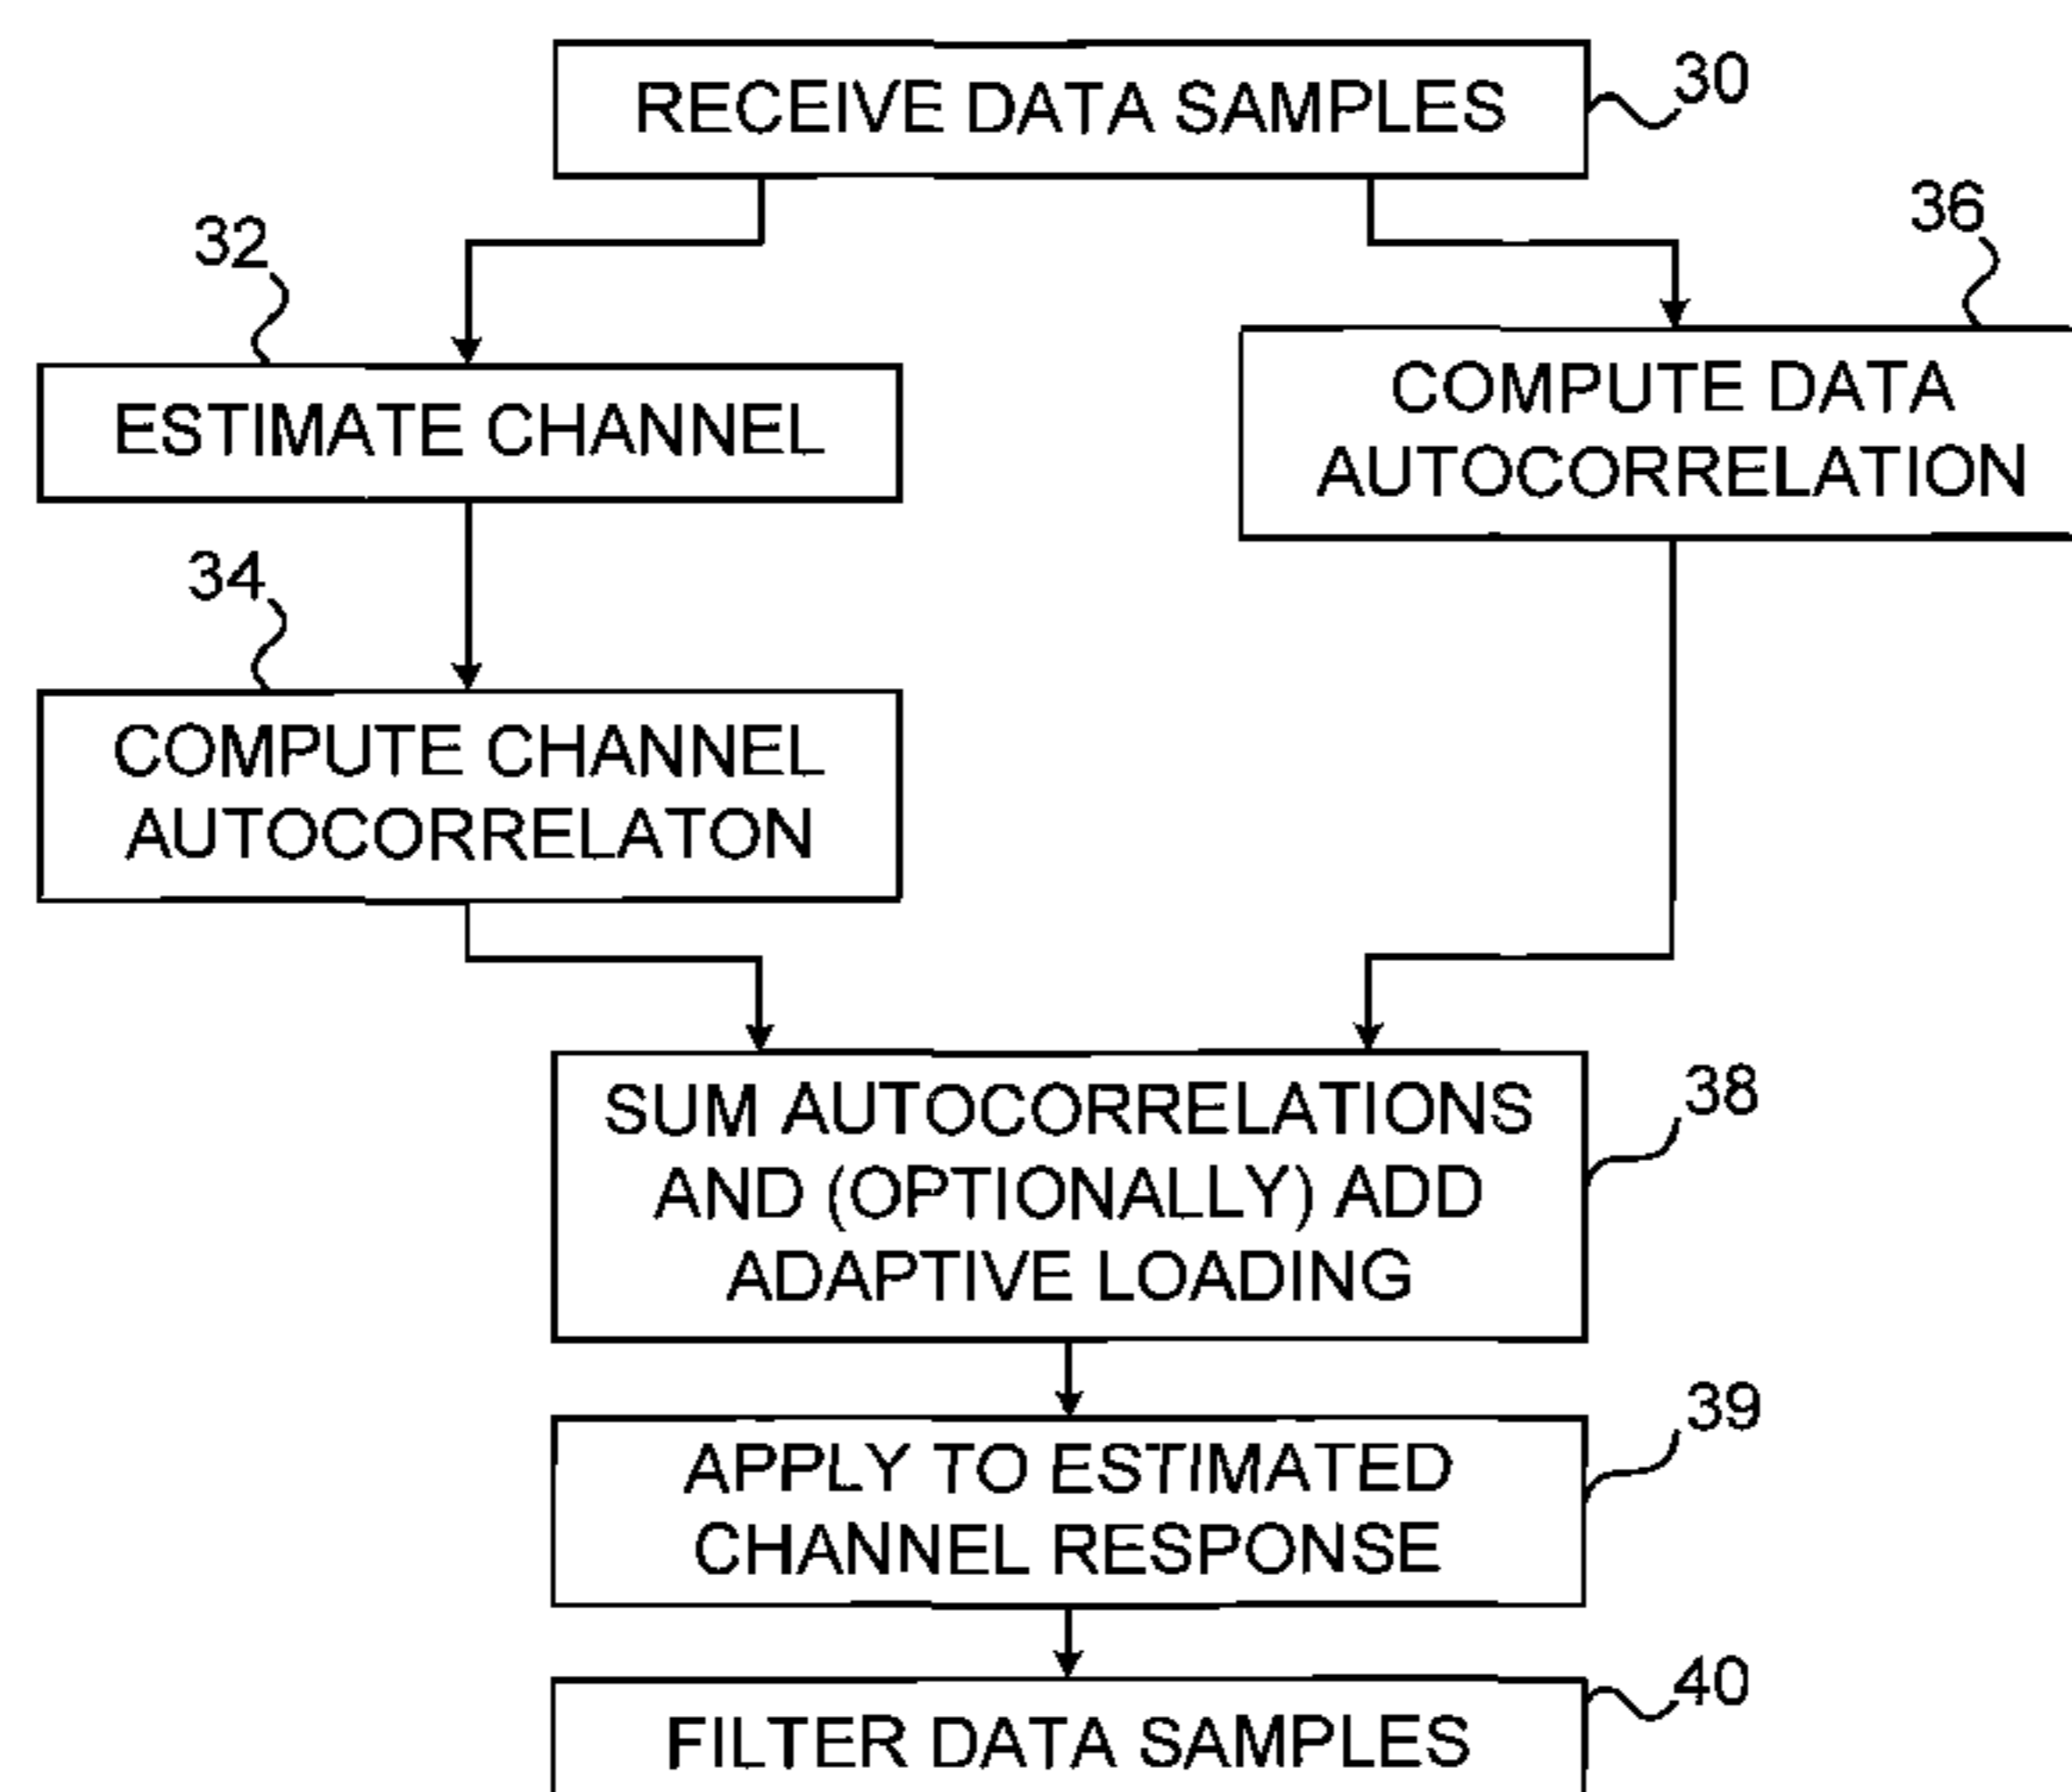 RECEIVE DATA SAMPLES
30
32
36
ESTIMATE CHANNEL
COMPUTE DATA
AUTOCORRELATION
34
COMPUTE CHANNEL
AUTOCORRELATON
SUM AUTOCORRELATIONS
AND (OPTIONALLY) ADD
ADAPTIVE LOADING
38
APPLY TO ESTIMATED
CHANNEL RESPONSE
39
FILTER DATA SAMPLES
40